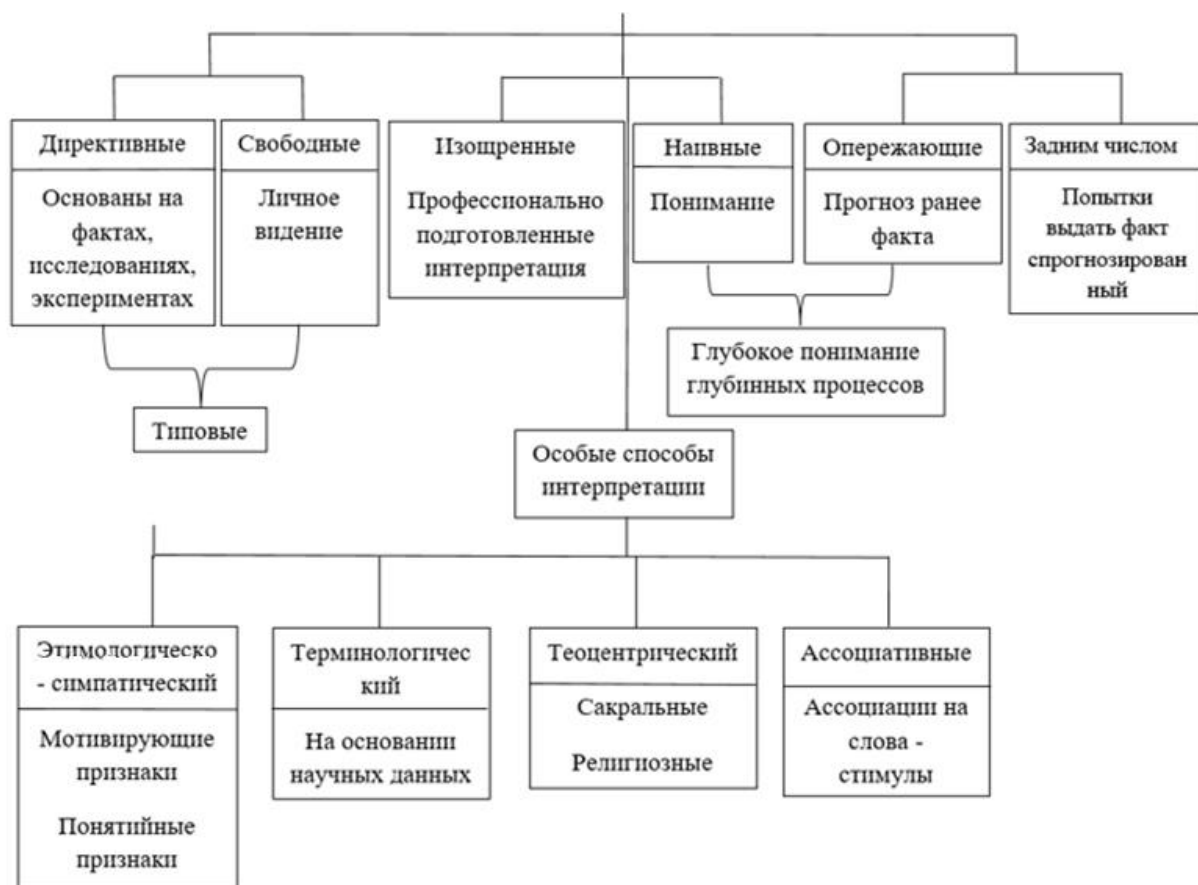 Директивные
Основаны на
фактах,
исследованиях,
экспериментах
Свободные
Личное
видение
Изощренные
Профессионально
подготовленные
интерпретация
Наивные
Понимание
Опережающие
Прогноз ранее
факта
Задним числом
Попытки
выдать факт
спрогнозирован
ный
Типовые
Глубокое понимание
глубинных процессов
Особые способы
интерпретации
Этимологическо
- симпатический
Мотивирующие
признаки
Понятийные
признаки
Терминологичес
кий
На основании
научных данных
Теоцентрический
Сакральные
Религиозные
Ассоциативные
Ассоциации на
слова -
стимулы